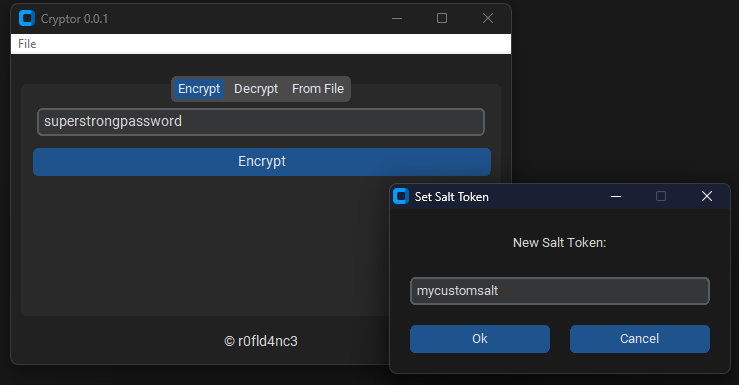 Cryptor 0.0.1
File
Encrypt Decrypt From File
superstrongpassword
Encrypt
© r0fld4nc3
Set Salt Token
New Salt Token:
mycustomsalt
Ok Cancel